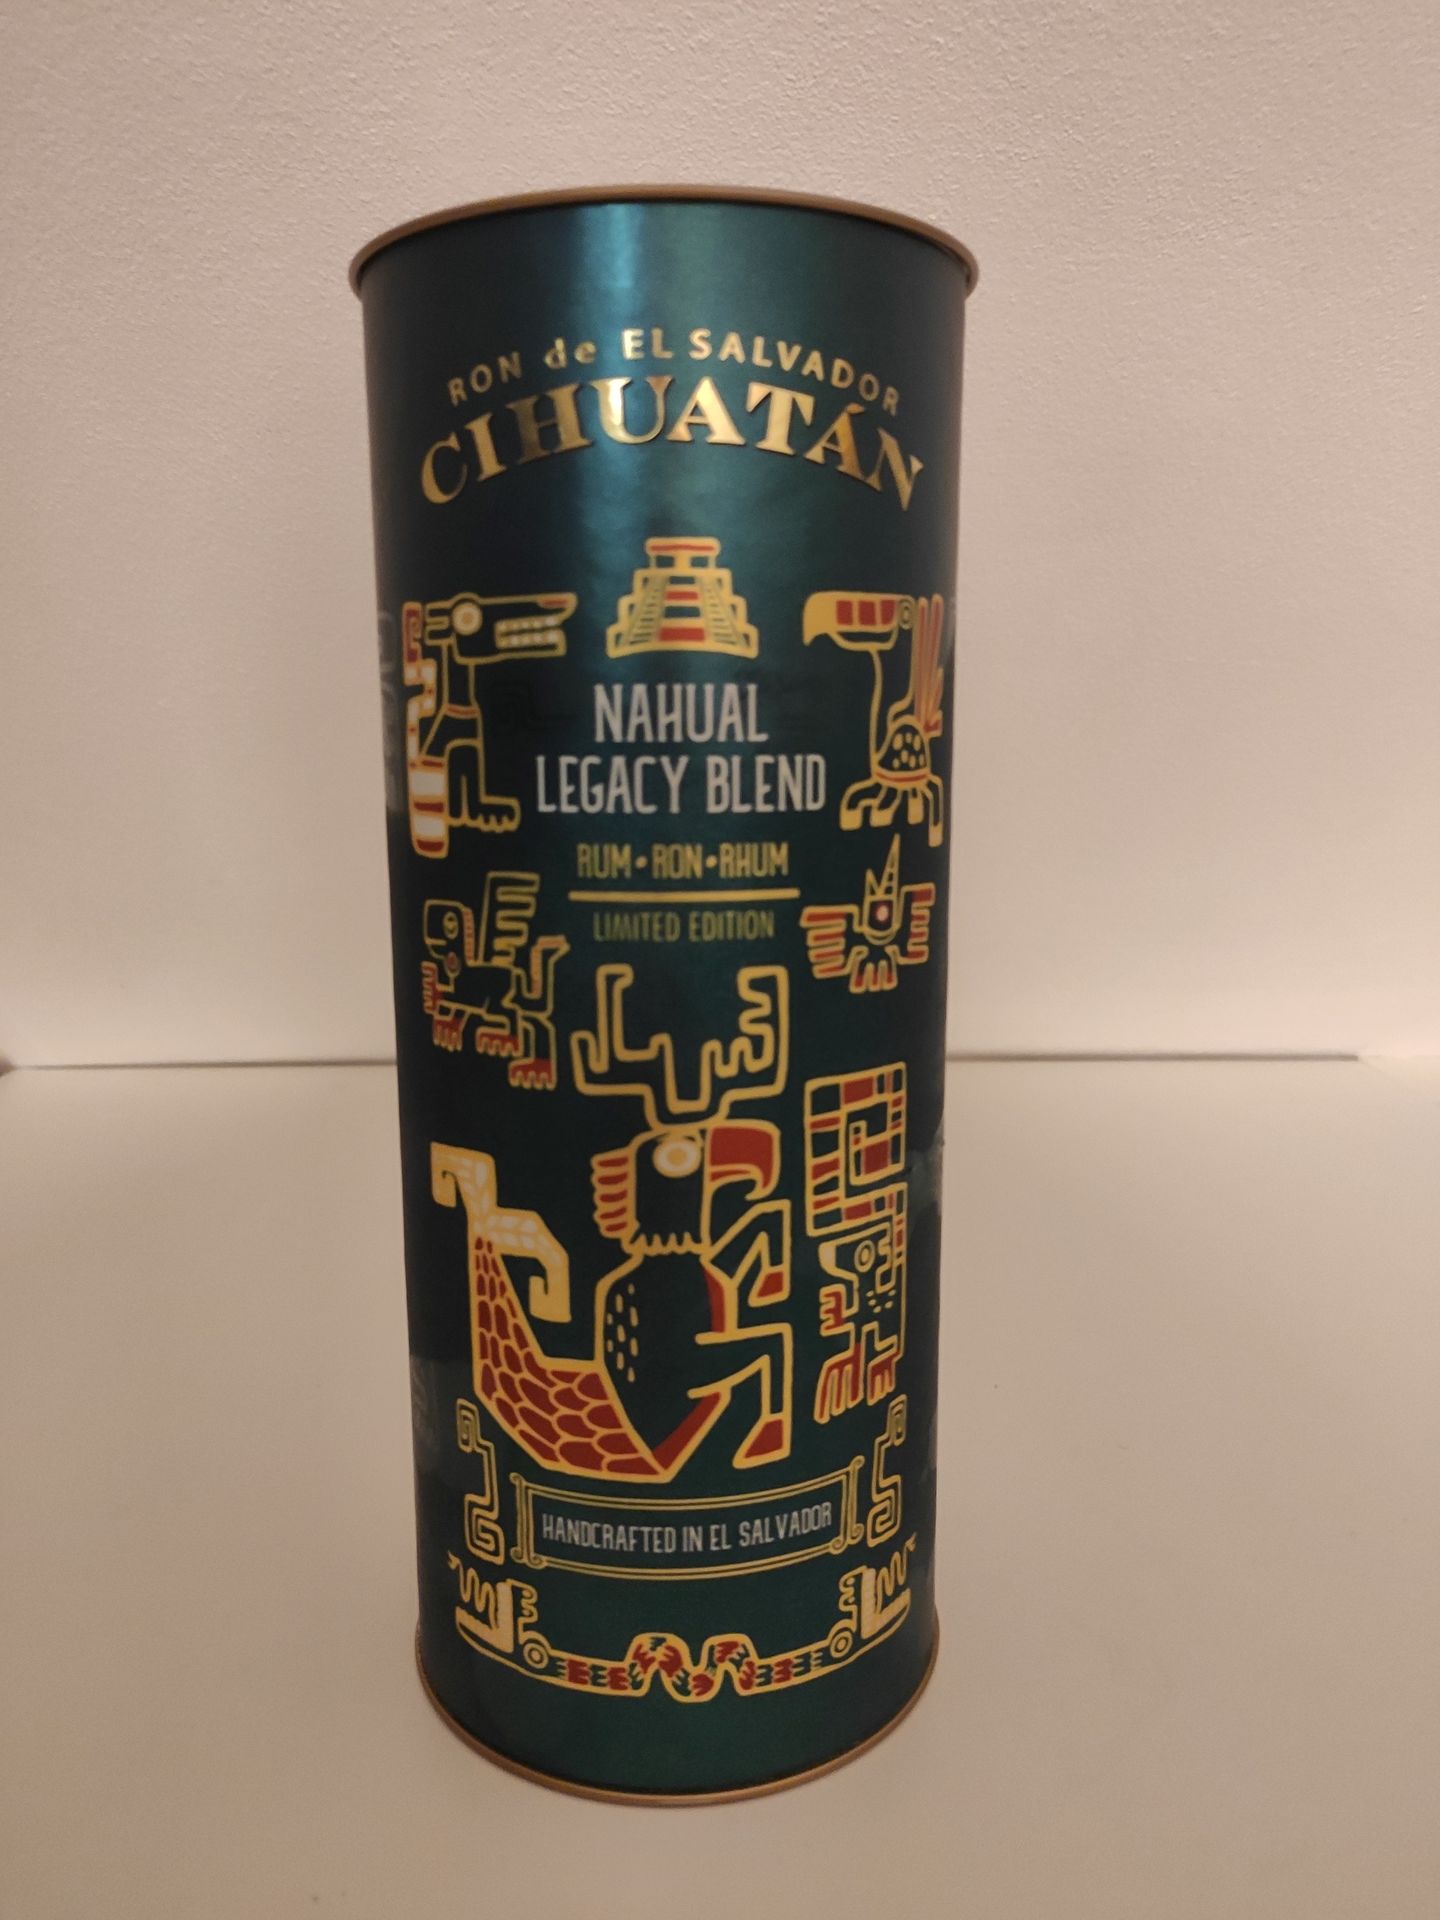 RON de EL SALVADOR
CIHUATÁN
NAHUAL
LEGACY BLEND
RUM•RON•RHUM
LIMITED EDITION
HANDCRAFTED IN EL SALVADOR